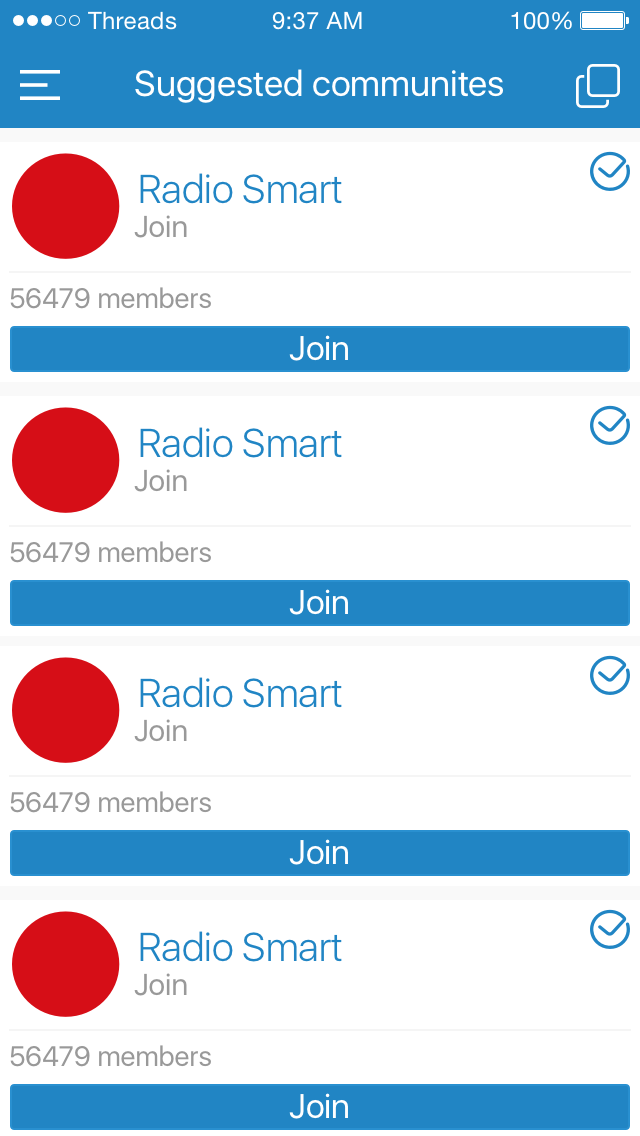 Threads 9:37 AM 100%
Suggested communites
Radio Smart
Join
56479 members
Join
Radio Smart
Join
56479 members
Join
Radio Smart
Join
56479 members
Join
Radio Smart
Join
56479 members
Join